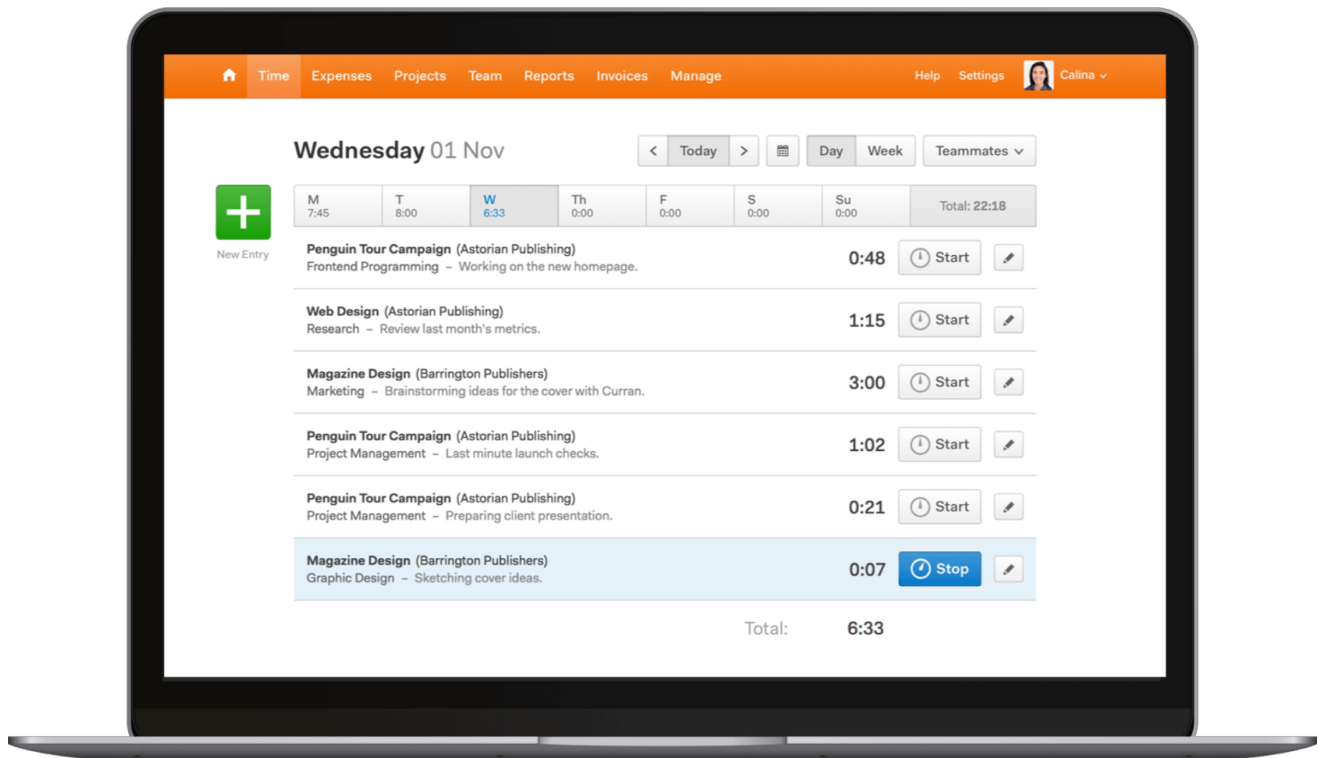 Time Expenses Projects Team Reports Invoices Manage Help Settings Calina
Wednesday 01 Nov
Today
Day Week
Teammates
New Entry
M T W Th F S Su
7:45 8:00 6:33 0:00 0:00 0:00 0:00
Total: 22:18
Penguin Tour Campaign (Astorian Publishing)
Frontend Programming – Working on the new homepage.
0:48 Start
Web Design (Astorian Publishing)
Research – Review last month's metrics.
1:15 Start
Magazine Design (Barrington Publishers)
Marketing – Brainstorming ideas for the cover with Curran.
3:00 Start
Penguin Tour Campaign (Astorian Publishing)
Project Management – Last minute launch checks.
1:02 Start
Penguin Tour Campaign (Astorian Publishing)
Project Management – Preparing client presentation.
0:21 Start
Magazine Design (Barrington Publishers)
Graphic Design – Sketching cover ideas.
0:07 Stop
Total: 6:33